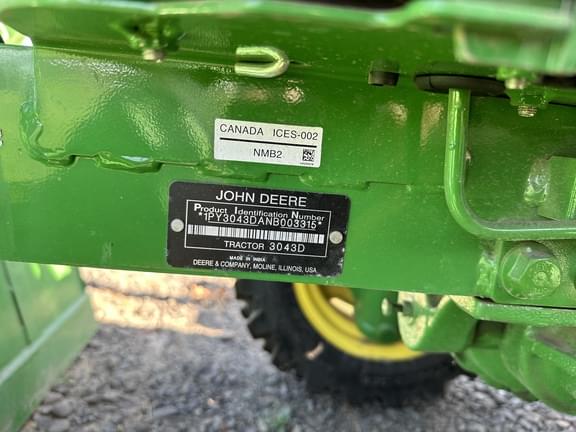 CANADA ICES-002
NMB2
JOHN DEERE
Product Identification Number
*1PY3043DANB003315*
TRACTOR 3043D
MADE IN INDIA
DEERE & COMPANY, MOLINE, ILLINOIS, USA